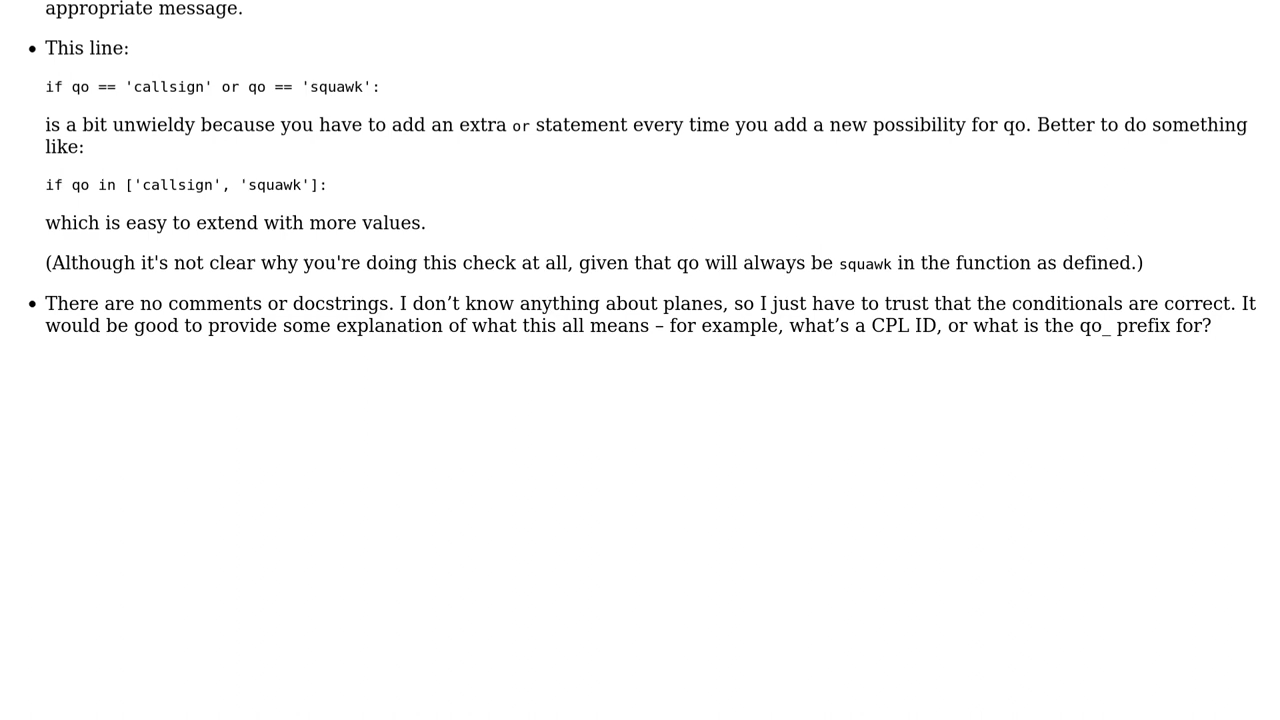 appropriate message.
• This line:
if qo == 'callsign' or qo == 'squawk':
is a bit unwieldy because you have to add an extra or statement every time you add a new possibility for qo. Better to do something
like:
if qo in ['callsign', 'squawk']:
which is easy to extend with more values.
(Although it's not clear why you're doing this check at all, given that qo will always be squawk in the function as defined.)
• There are no comments or docstrings. I don’t know anything about planes, so I just have to trust that the conditionals are correct. It
would be good to provide some explanation of what this all means – for example, what’s a CPL ID, or what is the qo_ prefix for?